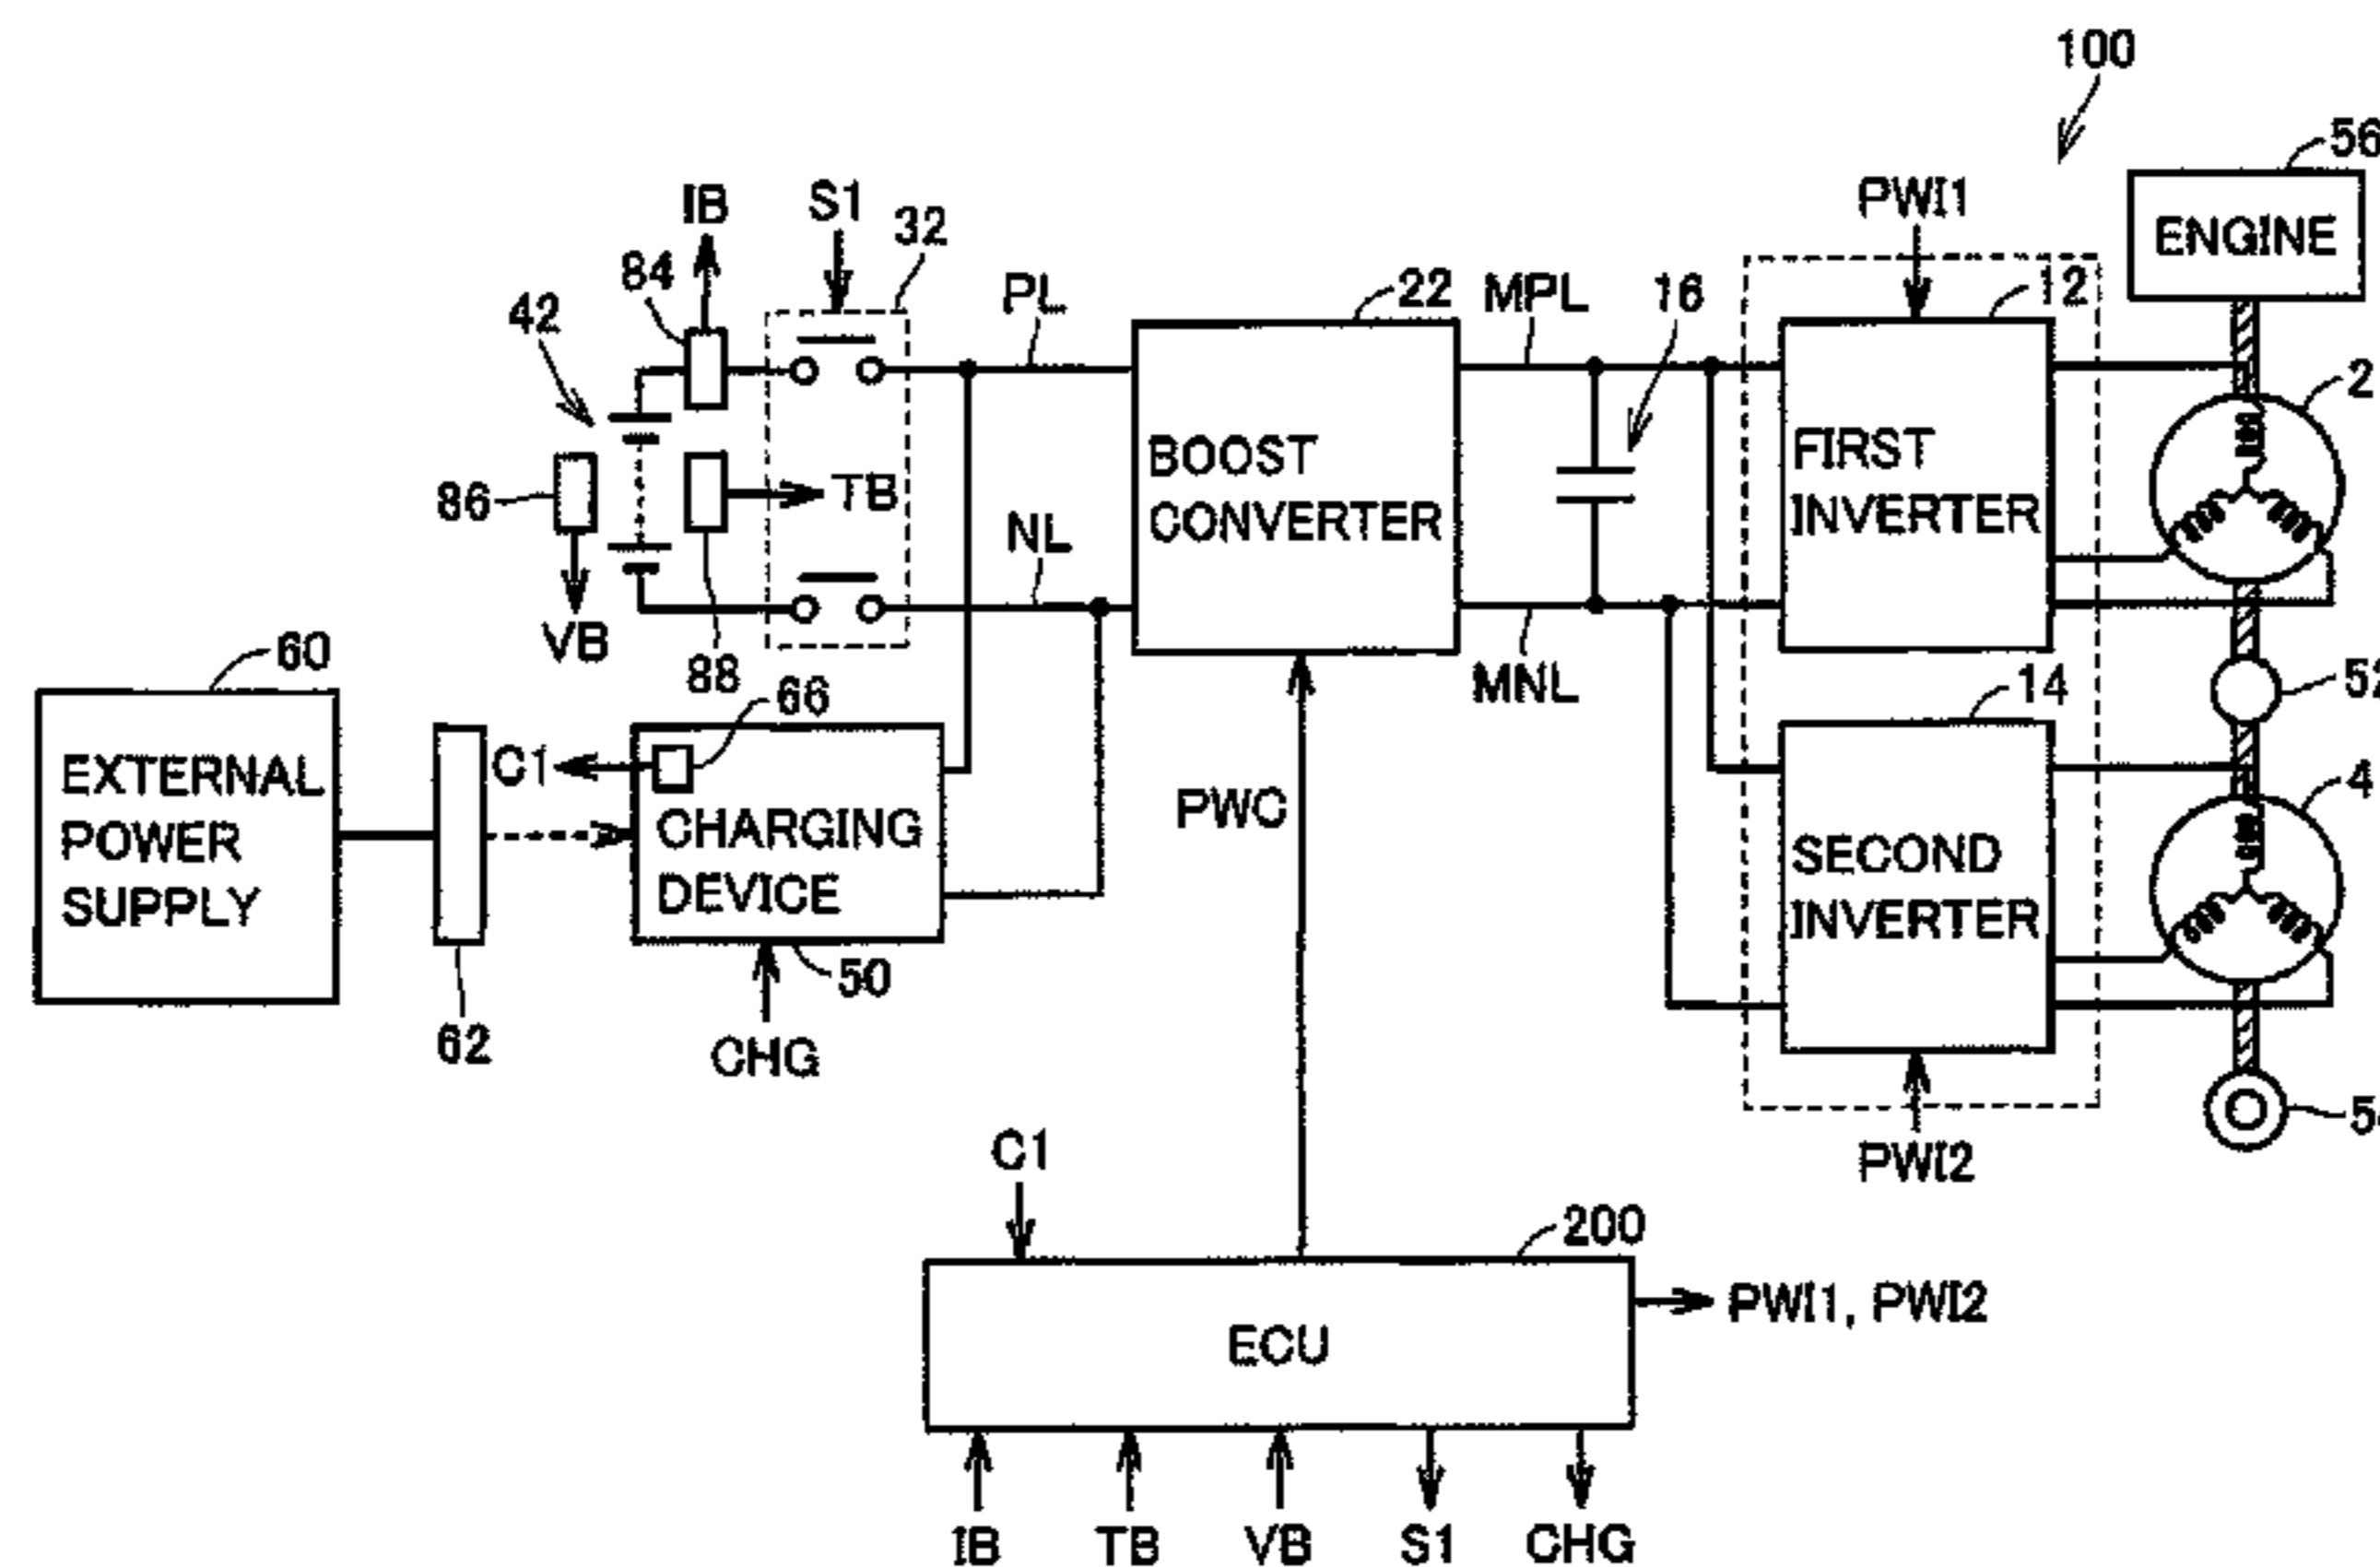 100
56
ENGINE
PWI1
IB
S1
32
84
PL
22
MPL
16
12
42
2
BOOST
CONVERTER
FIRST
INVERTER
86
TB
NL
VB
88
MNL
60
66
14
EXTERNAL
POWER
SUPPLY
C1
CHARGING
DEVICE
PWC
SECOND
INVERTER
4
62
50
CHG
PWI2
C1
200
ECU
PWI1, PWI2
IB
TB
VB
S1
CHG